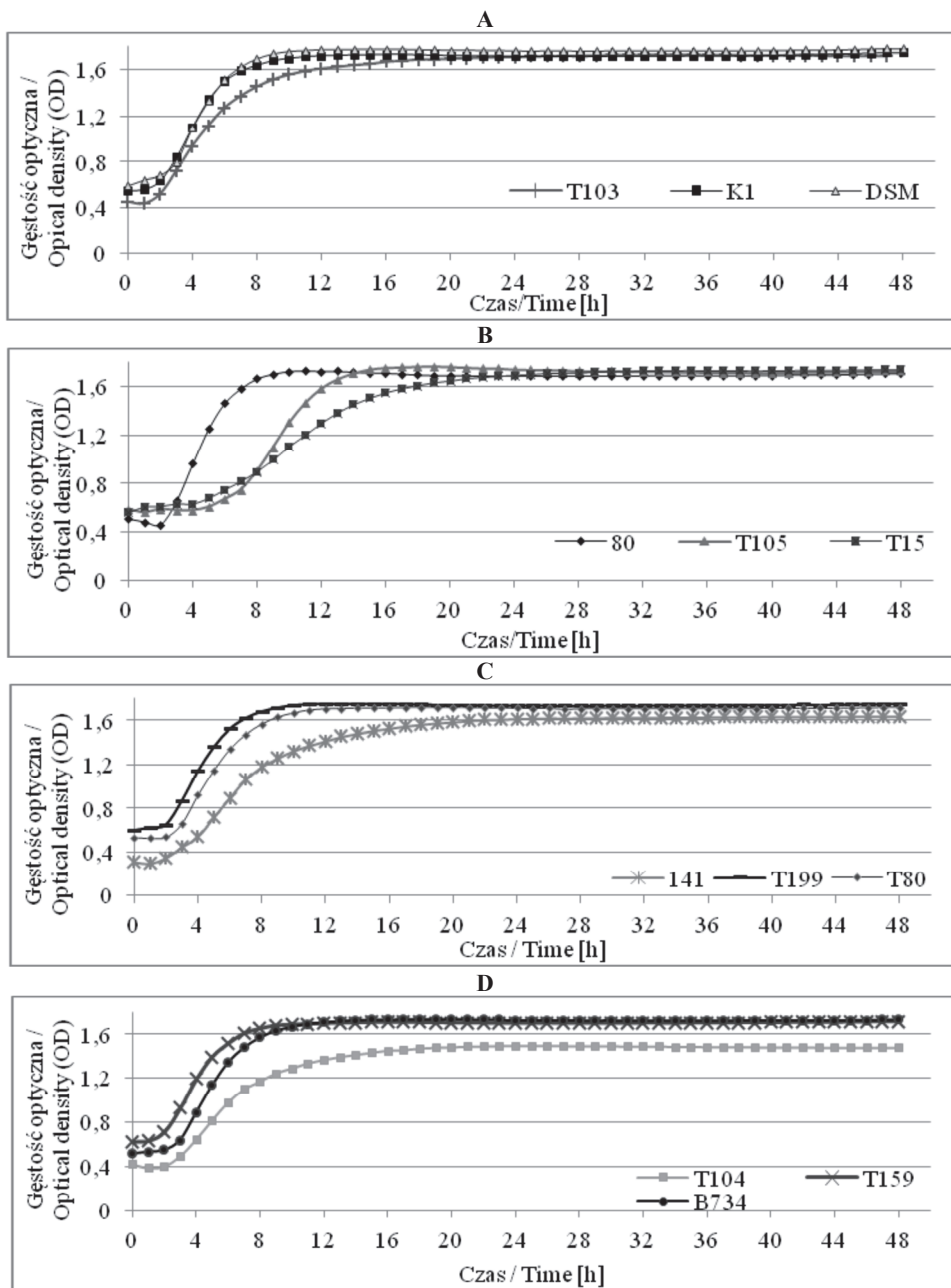 A
Gęstość optyczna /
Opical density (OD)
1,6
1,2
0,8
0,4
0
T103 K1 DSM
0 4 8 12 16 20 24 28 32 36 40 44 48
Czas/Time [h]
B
Gęstość optyczna/
Optical density (OD)
1,6
1,2
0,8
0,4
0
80 T105 T15
0 4 8 12 16 20 24 28 32 36 40 44 48
Czas/Time [h]
C
Gęstość optyczna /
Optical density (OD)
1,6
1,2
0,8
0,4
0
141 T199 T80
0 4 8 12 16 20 24 28 32 36 40 44 48
Czas / Time [h]
D
Gęstość optyczna /
Optical density (OD)
1,6
1,2
0,8
0,4
0
T104 T159
B734
0 4 8 12 16 20 24 28 32 36 40 44 48
Czas / Time [h]